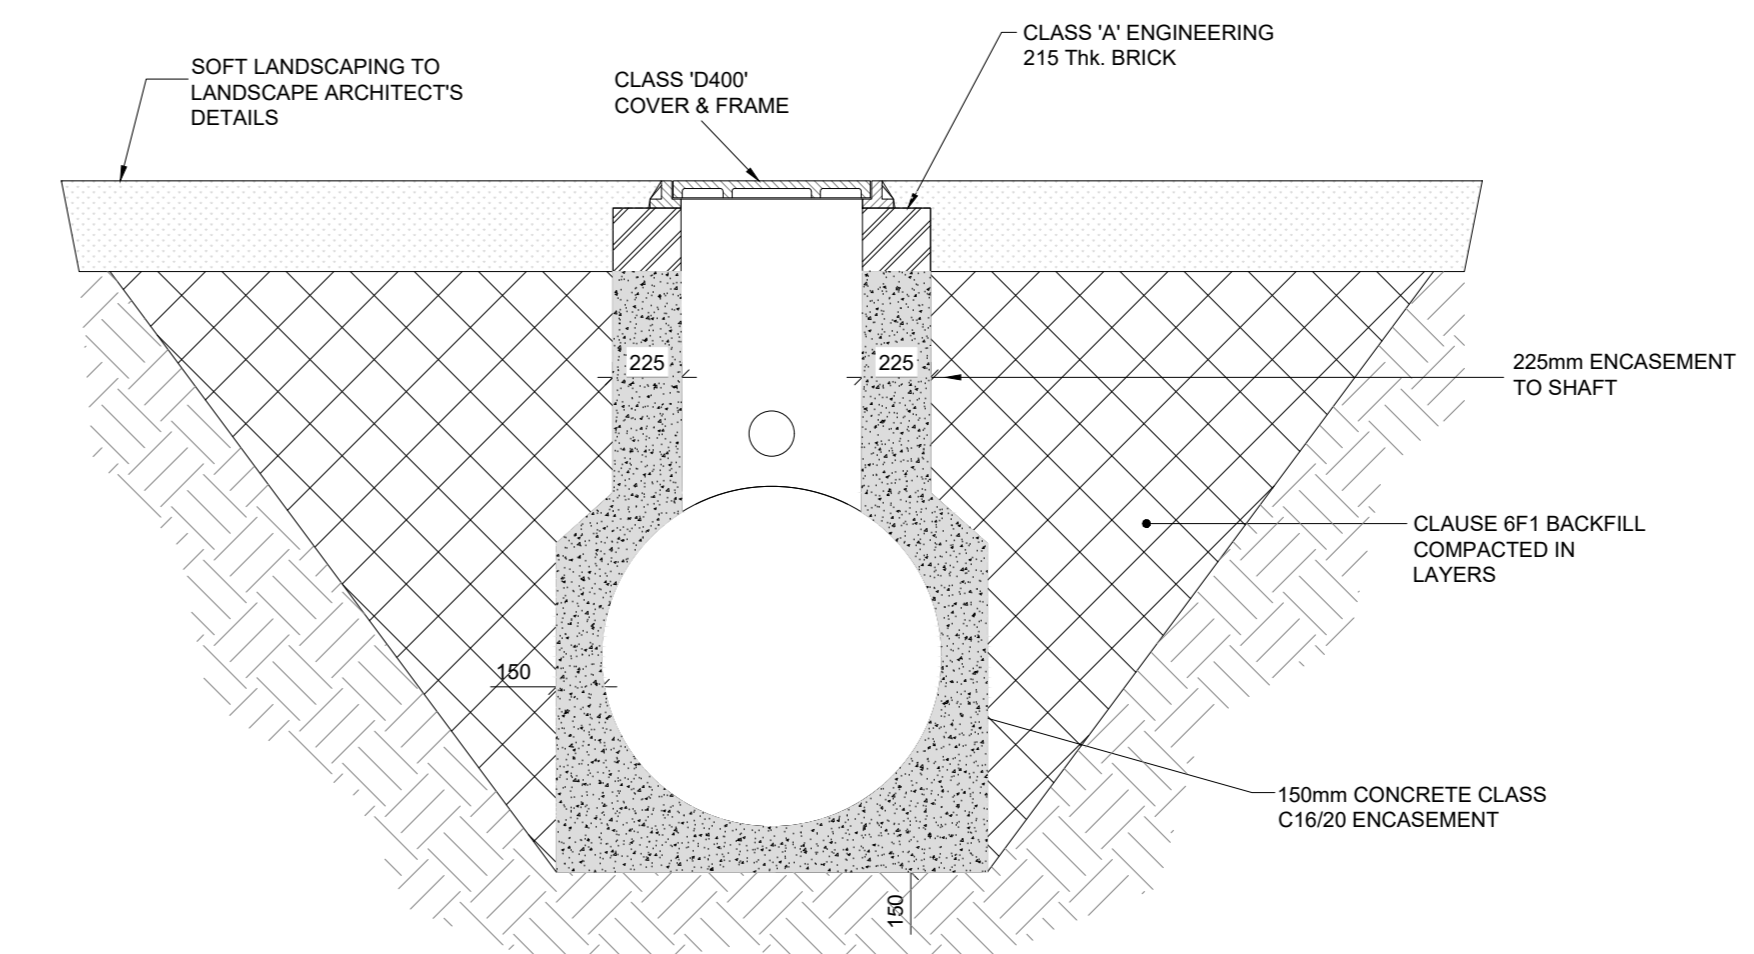 CLASS 'A' ENGINEERING
215 Thk. BRICK
SOFT LANDSCAPING TO
LANDSCAPE ARCHITECT'S
DETAILS
CLASS 'D400'
COVER & FRAME
225
225
225mm ENCASEMENT
TO SHAFT
CLAUSE 6F1 BACKFILL
COMPACTED IN
LAYERS
150
150mm CONCRETE CLASS
C16/20 ENCASEMENT
150